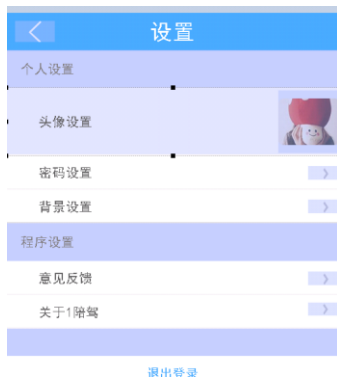 设置
个人设置
头像设置
密码设置
背景设置
程序设置
意见反馈
关于1陪驾
退出登录